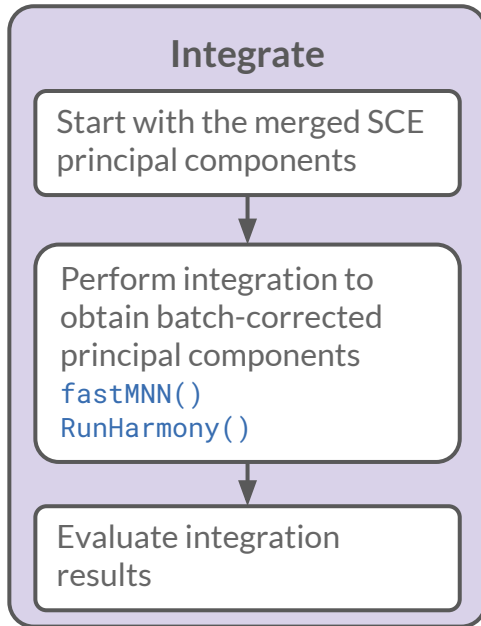 Integrate
Start with the merged SCE
principal components
Perform integration to
obtain batch-corrected
principal components
fastMNN()
RunHarmony()
Evaluate integration
results